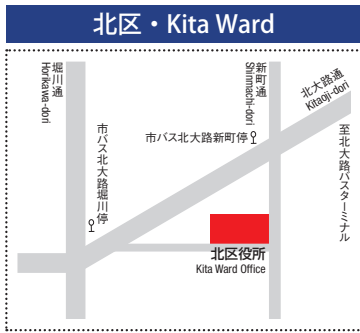 北区・Kita Ward
堀川通
Horikawa-dori
新町通
Shinmachi-dori
北大路通
Kitaoji-dori
市バス北大路新町停
市バス北大路堀川停
至北大路バスターミナル
北区役所
Kita Ward Office